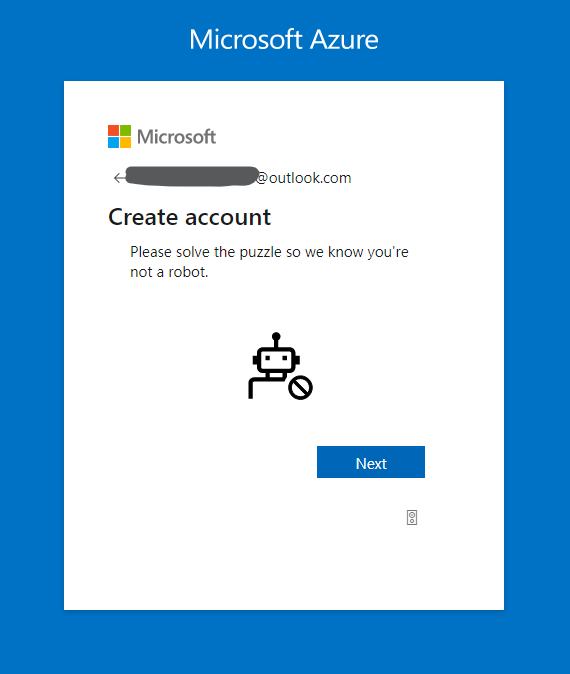 Microsoft Azure
Microsoft
@outlook.com
Create account
Please solve the puzzle so we know you're
not a robot.
Next